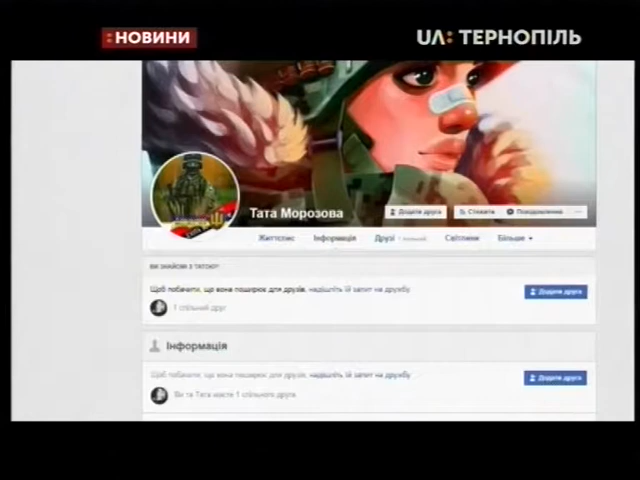 :НОВИНИ
UA: ТЕРНОПІЛЬ
Тата Морозова
Додати друга
Стежити
Повідомлення
Життєпис Інформація Друзі Світлини Більше
ВИ ЗНАЙОМІ З ТАТОЮ?
Щоб побачити, що вона поширює для друзів, надішліть їй запит на дружбу
Додати друга
1 спільний друг
Інформація
Щоб побачити, що вона поширює для друзів, надішліть їй запит на дружбу
Додати друга
Ви та Тата маєте 1 спільного друга